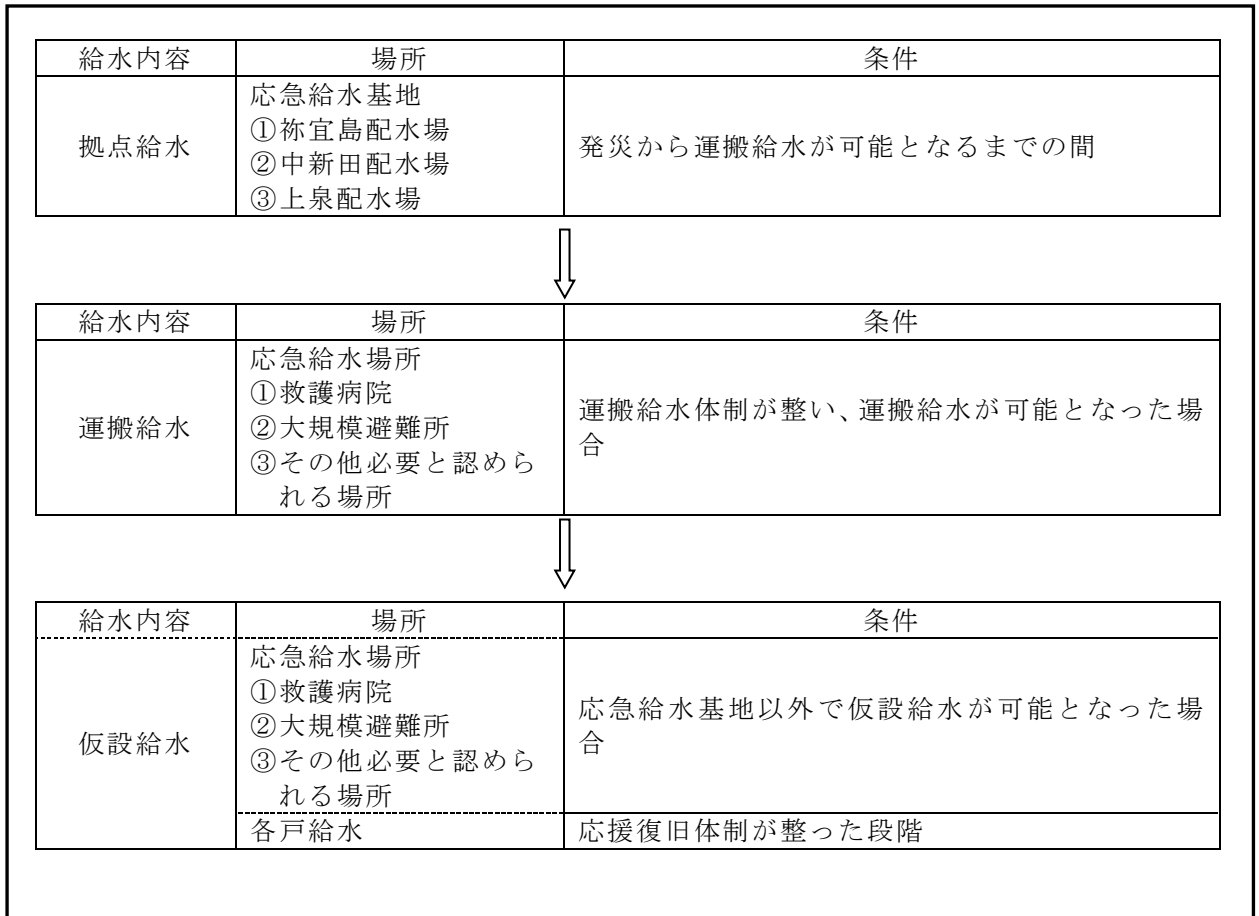 給水内容 場所 条件
拠点給水
応急給水基地
①祢宜島配水場
②中新田配水場
③上泉配水場
発災から運搬給水が可能となるまでの間
給水内容 場所 条件
運搬給水
応急給水場所
①救護病院
②大規模避難所
③その他必要と認めら
れる場所
運搬給水体制が整い、運搬給水が可能となった場
合
給水内容 場所 条件
仮設給水
応急給水場所
①救護病院
②大規模避難所
③その他必要と認めら
れる場所
応急給水基地以外で仮設給水が可能となった場
合
各戸給水 応援復旧体制が整った段階